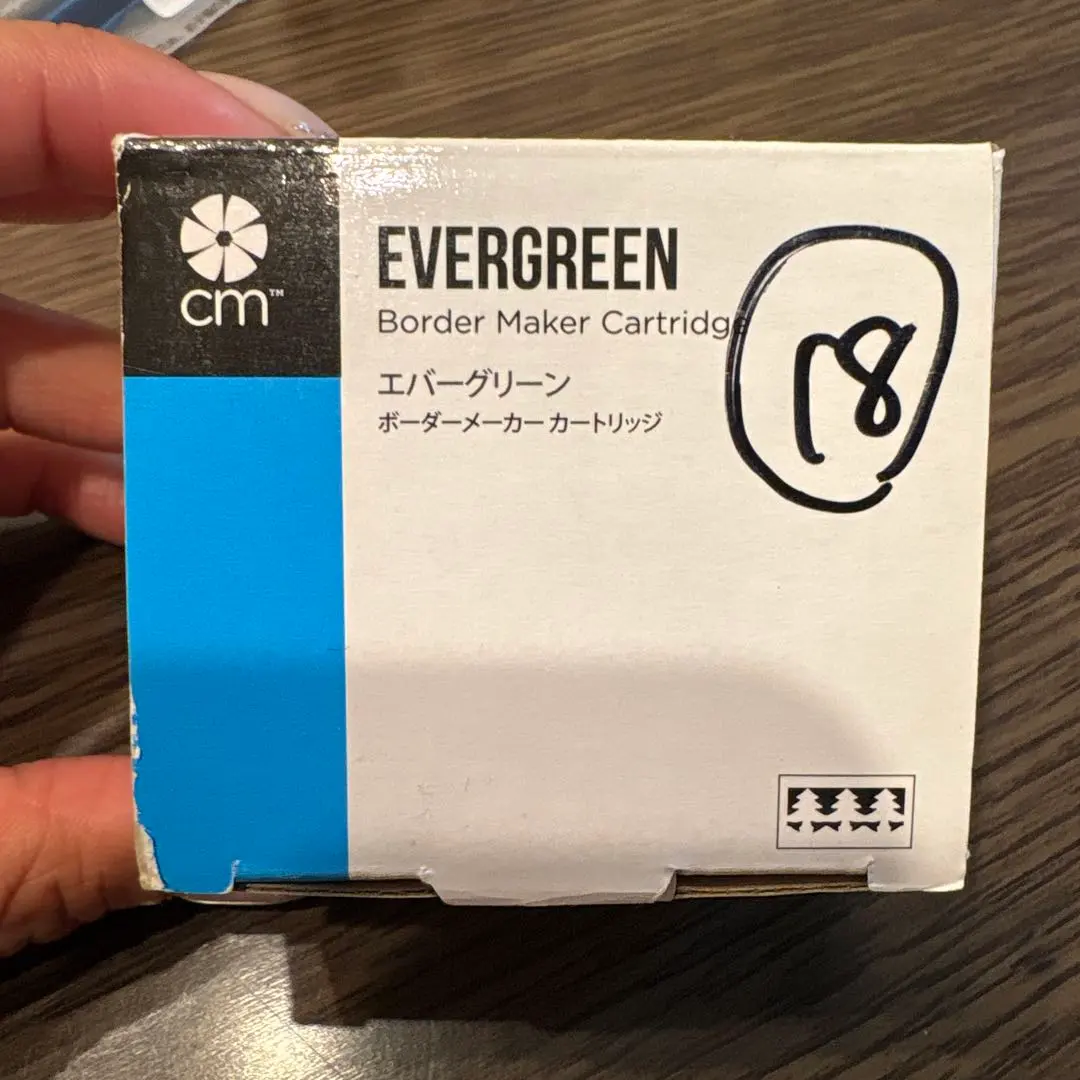 cm™
EVERGREEN
Border Maker Cartridge
エバーグリーン
ボーダーメーカー カートリッジ
18